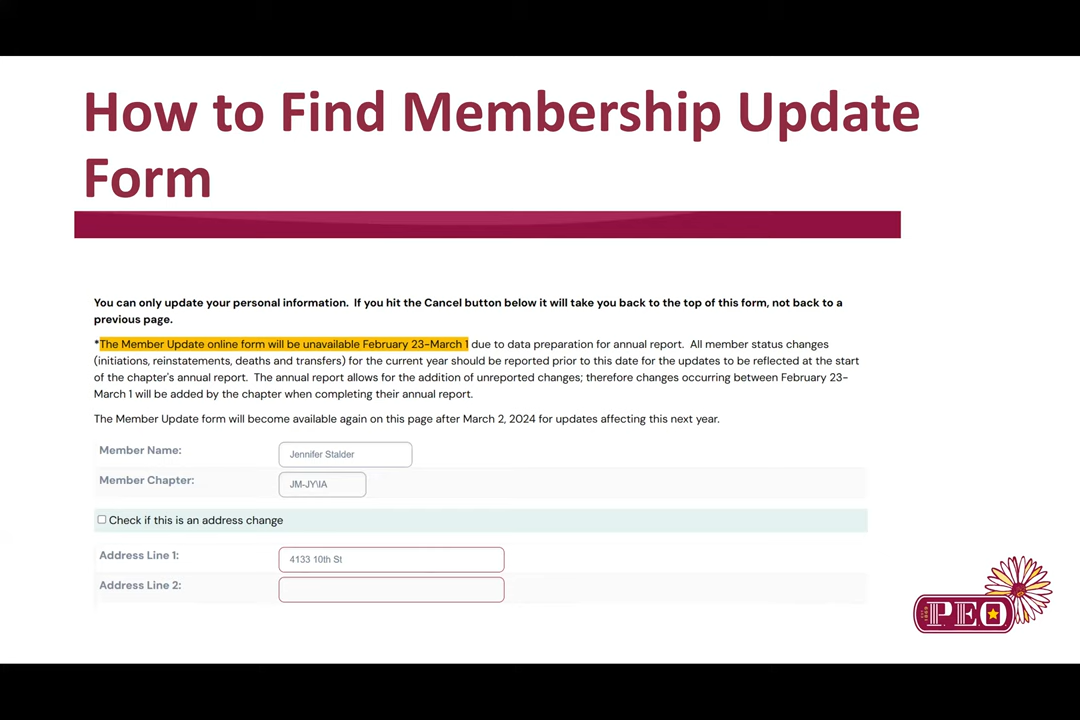 How to Find Membership Update
Form
You can only update your personal information. If you hit the Cancel button below it will take you back to the top of this form, not back to a
previous page.
*The Member Update online form will be unavailable February 23-March 1 due to data preparation for annual report. All member status changes
(initiations, reinstatements, deaths and transfers) for the current year should be reported prior to this date for the updates to be reflected at the start
of the chapter's annual report. The annual report allows for the addition of unreported changes; therefore changes occurring between February 23-
March 1 will be added by the chapter when completing their annual report.
The Member Update form will become available again on this page after March 2, 2024 for updates affecting this next year.
Member Name: Jennifer Stalder
Member Chapter: JM-JY\IA
Check if this is an address change
Address Line 1: 4133 10th St
Address Line 2:
PEO